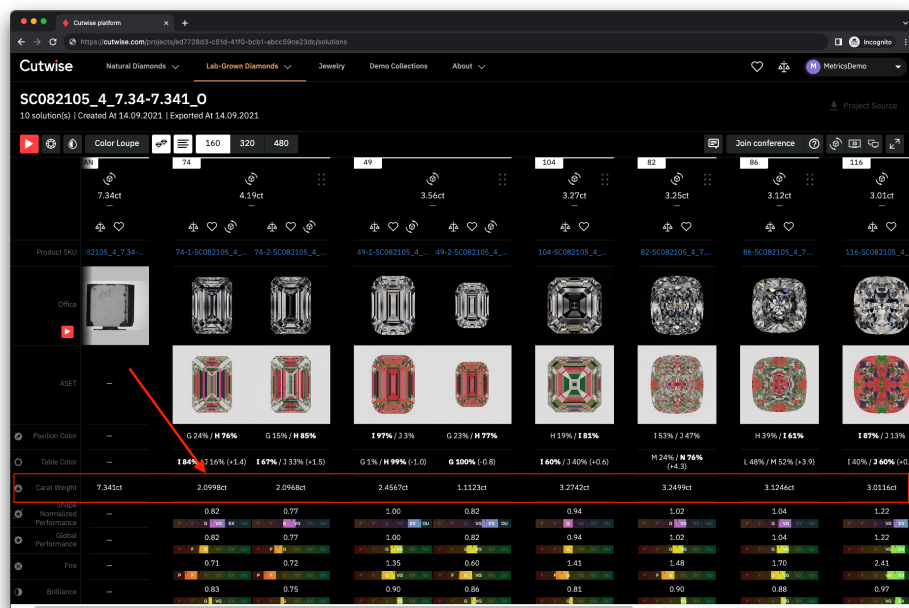 Cutwise platform
https://cutwise.com/projects/ed7728d3-c51d-41f0-bcb1-abcc59ce23dc/solutions
Incognito
Cutwise
Natural Diamonds
Lab-Grown Diamonds
Jewelry
Demo Collections
About
M
MetricsDemo
SC082105_4_7.34-7.341_O
10 solution(s) | Created At 14.09.2021 | Exported At 14.09.2021
Project Source
Color Loupe
160 320 480
Join conference
AN 74 49 104 82 86 116
7.34ct 4.19ct 3.56ct 3.27ct 3.25ct 3.12ct 3.01ct
Product SKU 082105_4_7.34-... 74-1-SC082105_4_... 74-2-SC082105_4_... 49-1-SC082105_4_... 49-2-SC082105_4_... 104-SC082105_4_... 82-SC082105_4_7.... 86-SC082105_4_7.... 116-SC082105_4_
Office
ASET –
Pavilion Color – G 24% / H 76% G 15% / H 85% I 97% / J 3% G 23% / H 77% H 19% / I 81% I 53% / J 47% H 39% / I 61% I 87% / J 13%
Table Color – I 84% / J 16% (+1.4) I 67% / J 33% (+1.5) G 1% / H 99% (-1.0) G 100% (-0.8) I 60% / J 40% (+0.6) M 24% / N 76% (+4.3) L 48% / M 52% (+3.9) I 40% / J 60% (+0.
Carat Weight 7.341ct 2.0998ct 2.0968ct 2.4567ct 1.1123ct 3.2742ct 3.2499ct 3.1246ct 3.0116ct
Shape Normalized Performance – 0.82 0.77 1.00 0.82 0.94 1.02 1.04 1.22
Global Performance – 0.82 0.77 1.00 0.82 0.94 1.02 1.04 1.22
Fire – 0.71 0.72 1.35 0.60 1.41 1.48 1.70 2.41
Brilliance – 0.83 0.75 0.90 0.86 0.81 0.90 0.88 0.97